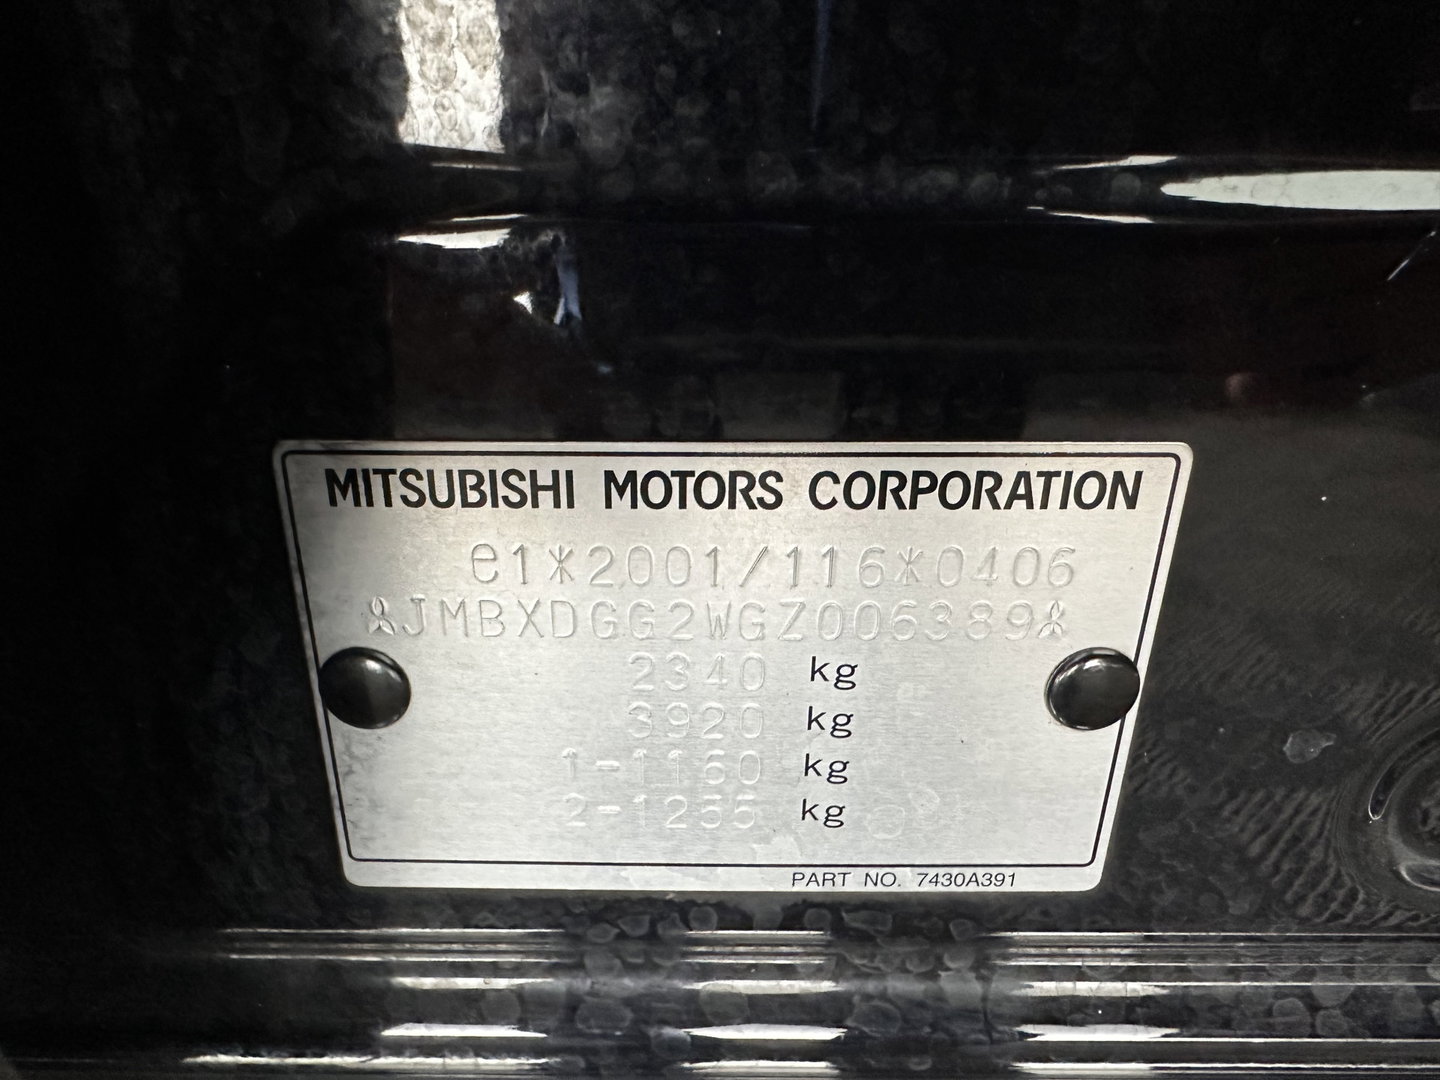 MITSUBISHI MOTORS CORPORATION
e1*2001/116*0406
JMBXDGG2WGZ006389
2340 kg
3920 kg
1-1160 kg
2-1255 kg
PART NO. 7430A391